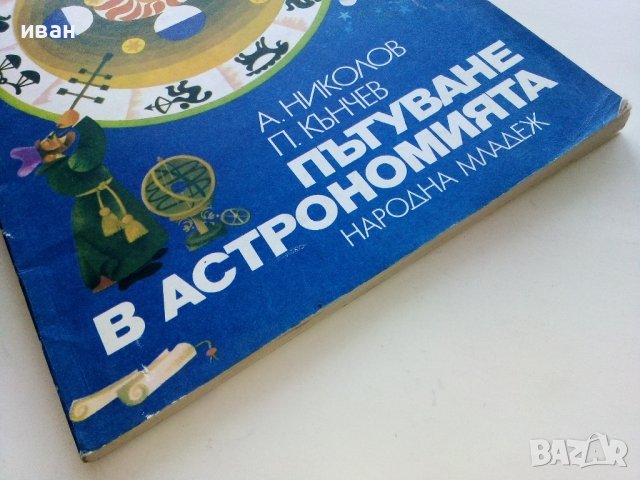 иван
А. НИКОЛОВ
П. КЪНЧЕВ
ПЪТУВАНЕ
В АСТРОНОМИЯТА
НАРОДНА МЛАДЕЖ
BAZAR